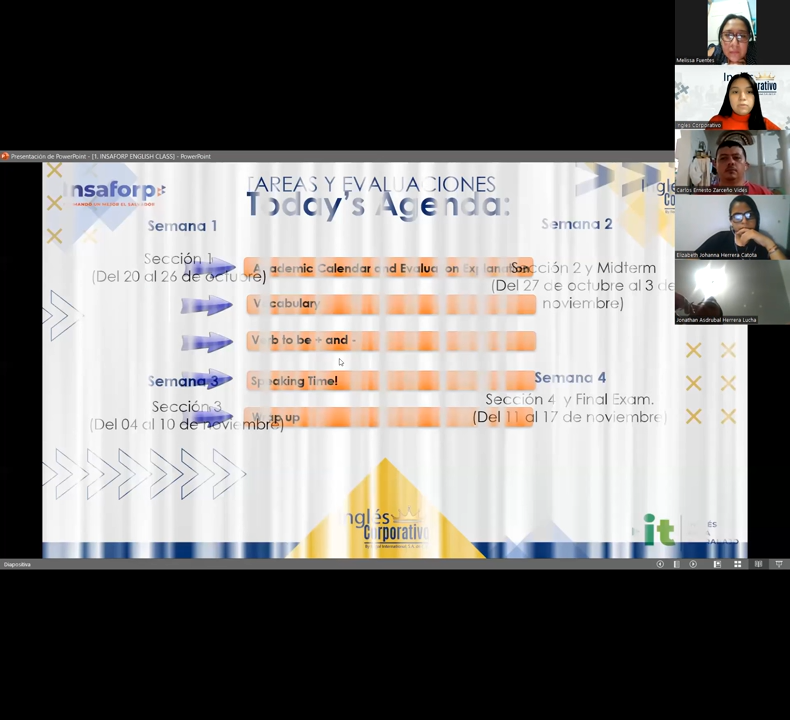 Melissa Fuentes
Inglés Corporativo
Carlos Ernesto Zarceño Vides
Elizabeth Johanna Herrera Catota
Jonathan Asdrubal Herrera Lucha
Presentación de PowerPoint - [1. INSAFORP ENGLISH CLASS] - PowerPoint
insaforp
TAREAS Y EVALUACIONES
Today's Agenda:
Semana 1
Sección 1
(Del 20 al 26 de octubre)
Semana 2
Sección 2 y Midterm
(Del 27 de octubre al 3 de
noviembre)
Academic Calendar and Evaluation Explanation
Vocabulary
Verb to be + and -
Speaking Time!
Wrap up
Semana 3
Sección 3
(Del 04 al 10 de noviembre)
Semana 4
Sección 4 y Final Exam.
(Del 11 al 17 de noviembre)
Inglés
Corporativo
it
Diapositiva